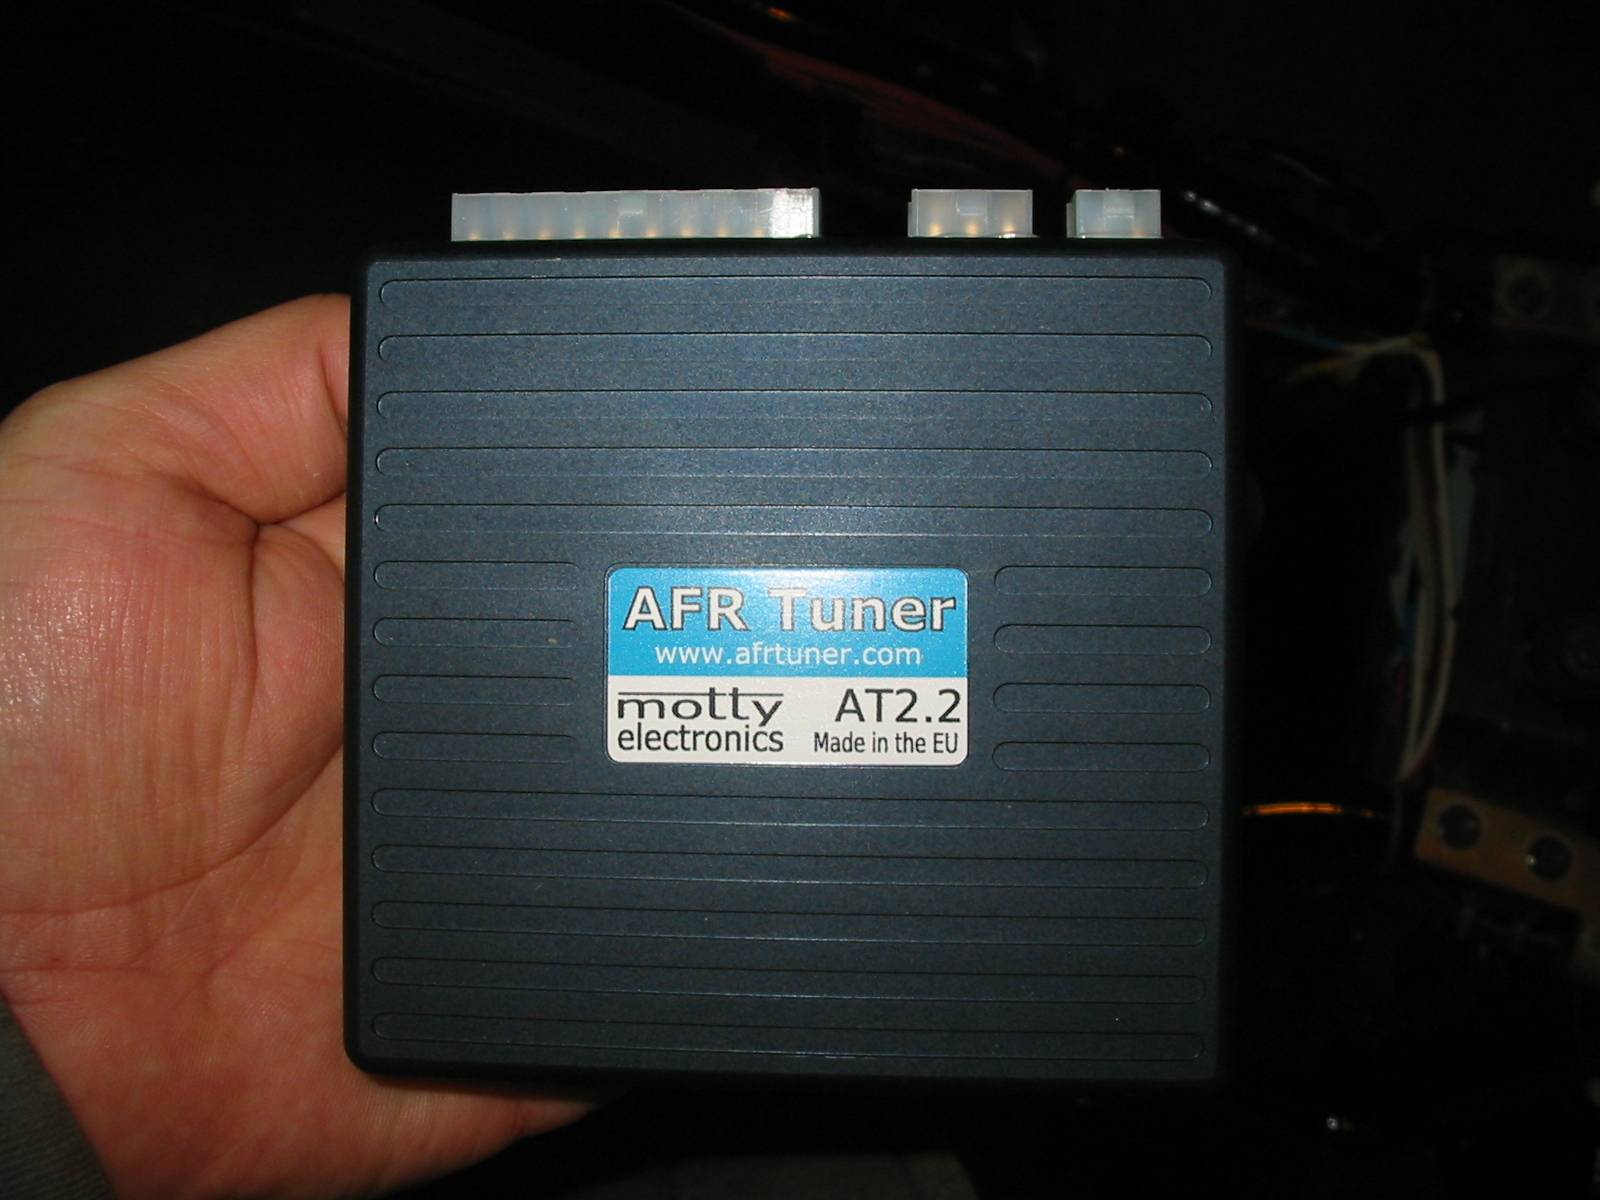 AFR Tuner
www.afrtuner.com
motty
electronics
AT2.2
Made in the EU